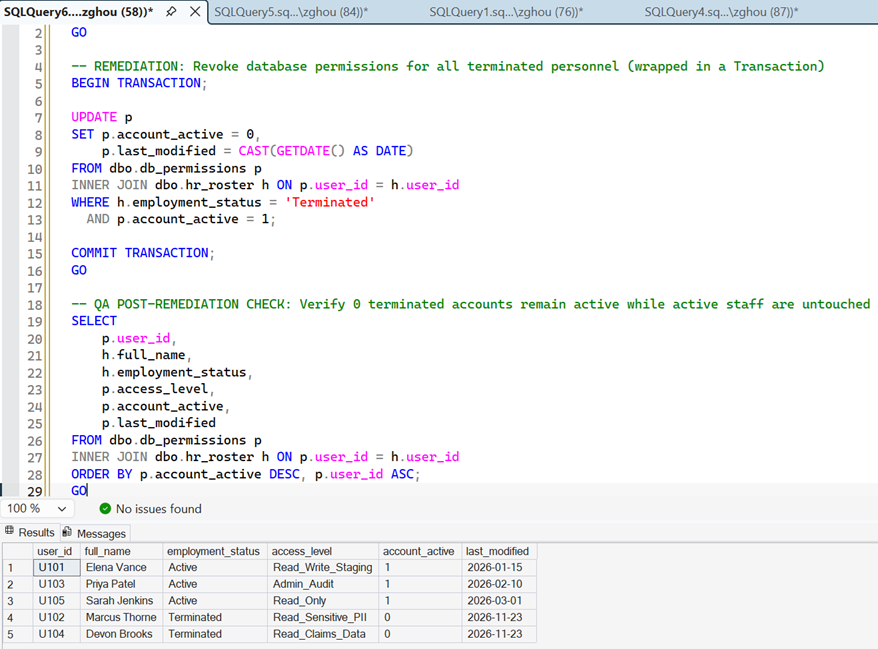 SQLQuery6....zghou (58))* SQLQuery5.sq...\zghou (84))* SQLQuery1.sq...\zghou (76))* SQLQuery4.sq...\zghou (87))*
2 GO
3
4 -- REMEDIATION: Revoke database permissions for all terminated personnel (wrapped in a Transaction)
5 BEGIN TRANSACTION;
6
7 UPDATE p
8 SET p.account_active = 0,
9 p.last_modified = CAST(GETDATE() AS DATE)
10 FROM dbo.db_permissions p
11 INNER JOIN dbo.hr_roster h ON p.user_id = h.user_id
12 WHERE h.employment_status = 'Terminated'
13 AND p.account_active = 1;
14
15 COMMIT TRANSACTION;
16 GO
17
18 -- QA POST-REMEDIATION CHECK: Verify 0 terminated accounts remain active while active staff are untouched
19 SELECT
20 p.user_id,
21 h.full_name,
22 h.employment_status,
23 p.access_level,
24 p.account_active,
25 p.last_modified
26 FROM dbo.db_permissions p
27 INNER JOIN dbo.hr_roster h ON p.user_id = h.user_id
28 ORDER BY p.account_active DESC, p.user_id ASC;
29 GO
100 % No issues found
Results Messages
user_id full_name employment_status access_level account_active last_modified
1 U101 Elena Vance Active Read_Write_Staging 1 2026-01-15
2 U103 Priya Patel Active Admin_Audit 1 2026-02-10
3 U105 Sarah Jenkins Active Read_Only 1 2026-03-01
4 U102 Marcus Thorne Terminated Read_Sensitive_PII 0 2026-11-23
5 U104 Devon Brooks Terminated Read_Claims_Data 0 2026-11-23